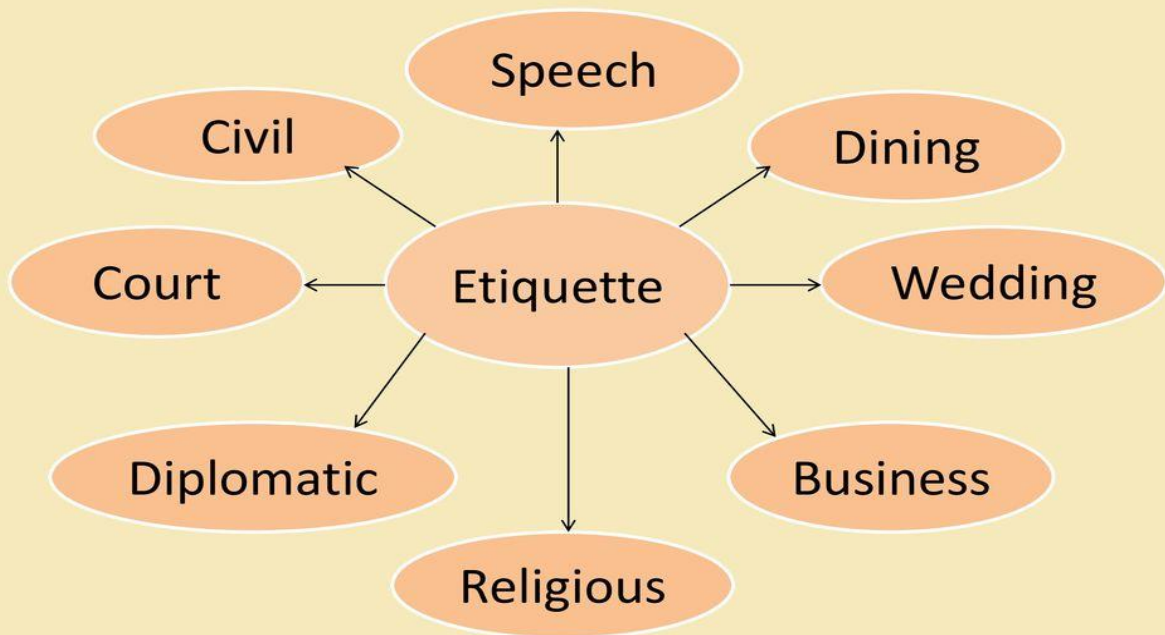 Speech
Civil
Dining
Court
Etiquette
Wedding
Diplomatic
Business
Religious